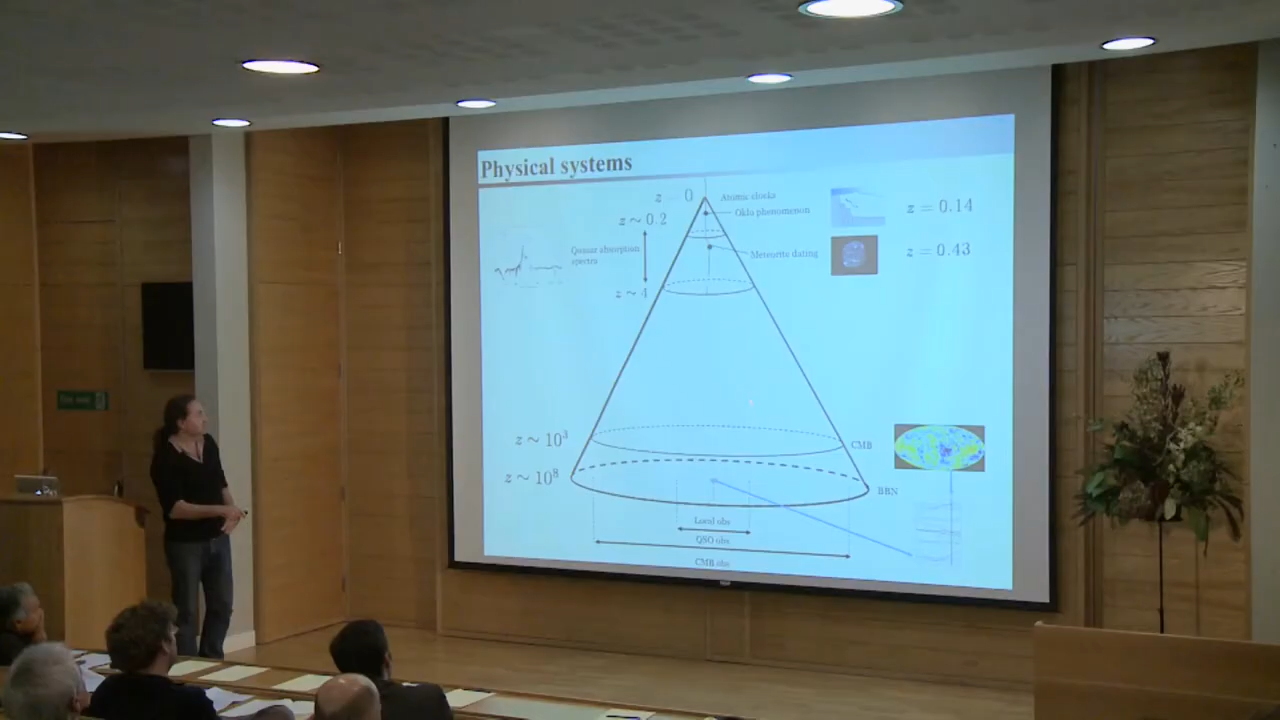 Physical systems
z = 0
Atomic clocks
z ∼ 0.2
Oklo phenomenon
z = 0.14
Quasar absorption
spectra
Meteorite dating
z = 0.43
z ∼ 4
z ∼ 10³
CMB
z ∼ 10⁸
BBN
Local obs
QSO obs
CMB obs